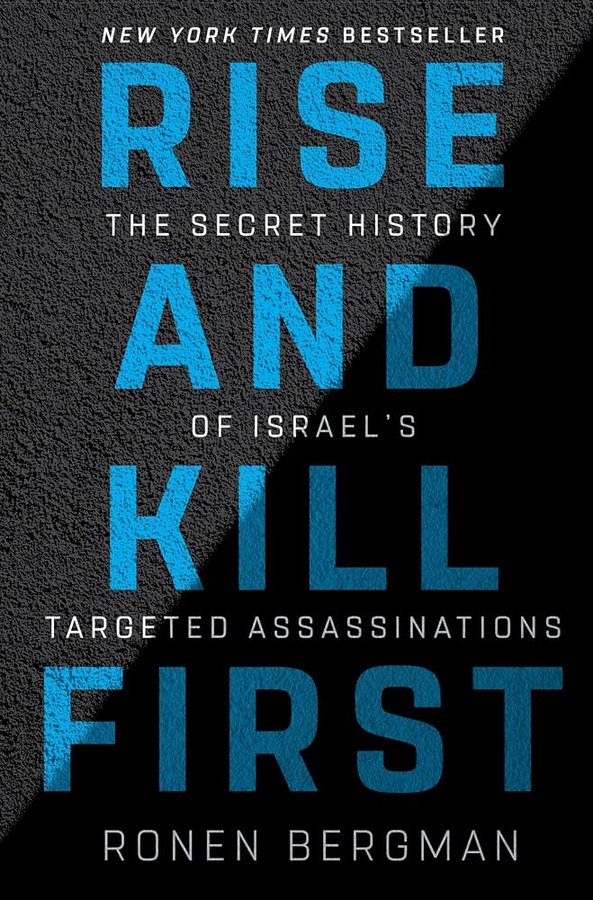 NEW YORK TIMES BESTSELLER
RISE
THE SECRET HISTORY
AND
OF ISRAEL'S
KILL
TARGETED ASSASSINATIONS
FIRST
RONEN BERGMAN